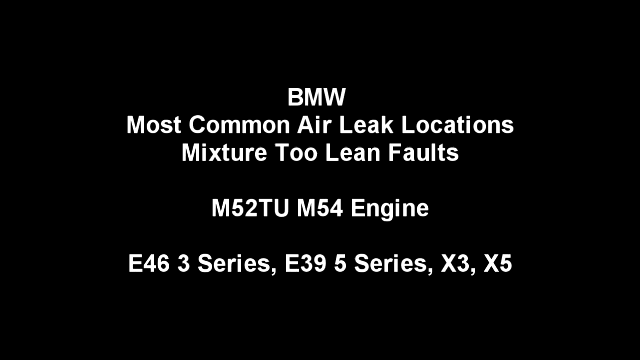 BMW
Most Common Air Leak Locations
Mixture Too Lean Faults
M52TU M54 Engine
E46 3 Series, E39 5 Series, X3, X5